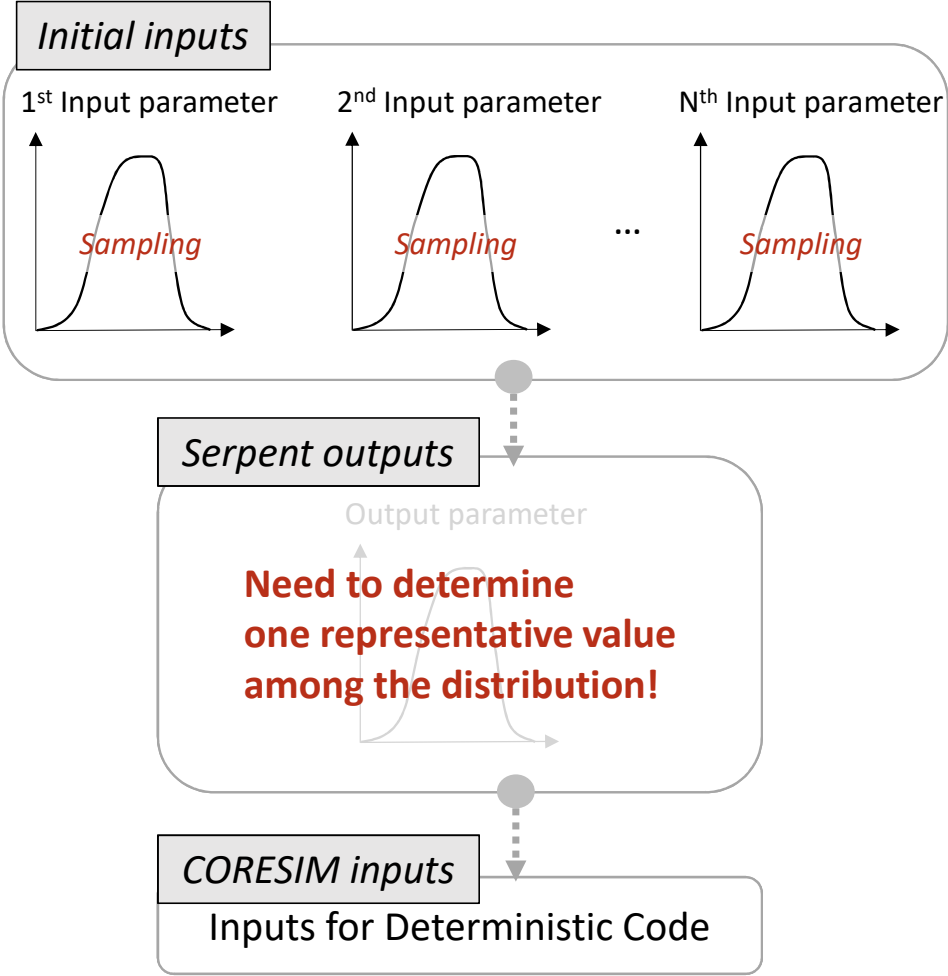 Initial inputs
1st Input parameter
2nd Input parameter
Nth Input parameter
Sampling
Sampling
...
Sampling
Serpent outputs
Output parameter
Need to determine
one representative value
among the distribution!
CORESIM inputs
Inputs for Deterministic Code